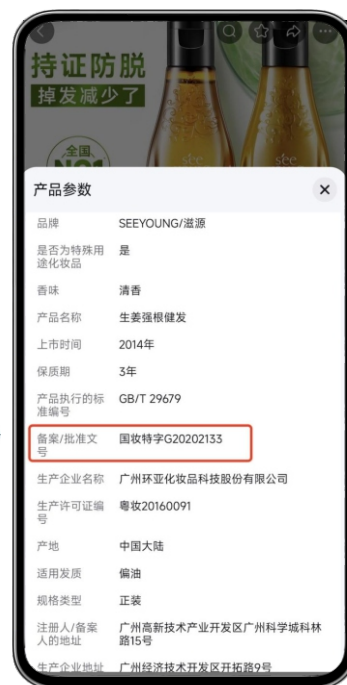 持证防脱
掉发减少了
全国
NO1
see
see
产品参数
品牌 SEEYOUNG/滋源
是否为特殊用 是
途化妆品
香味 清香
产品名称 生姜强根健发
上市时间 2014年
保质期 3年
产品执行的标 GB/T 29679
准编号
备案/批准文 国妆特字G20202133
号
生产企业名称 广州环亚化妆品科技股份有限公司
生产许可证编 粤妆20160091
号
产地 中国大陆
适用发质 偏油
规格类型 正装
注册人/备案 广州高新技术产业开发区广州科学城科林
人的地址 路15号
生产企业地址 广州经济技术开发区开拓路9号